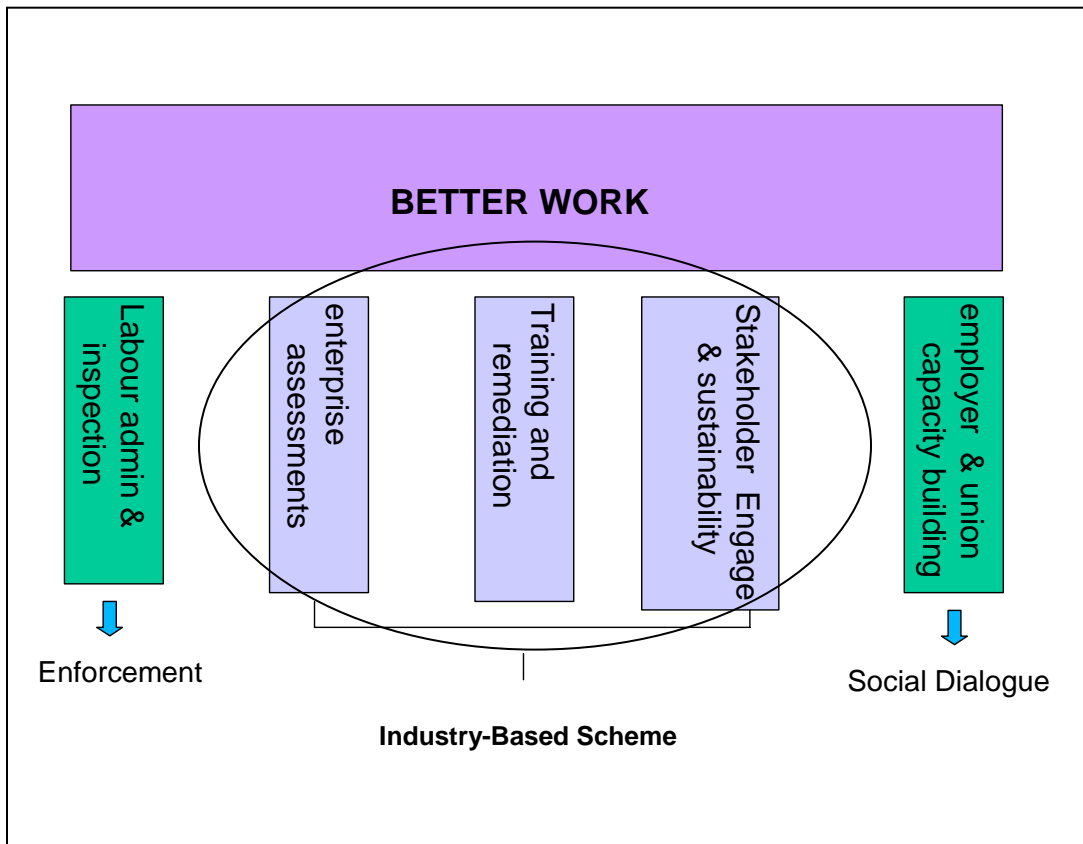 BETTER WORK
Labour admin &
inspection
enterprise
assessments
Training and
remediation
Stakeholder Engage
& sustainability
employer & union
capacity building
Enforcement
Social Dialogue
Industry-Based Scheme